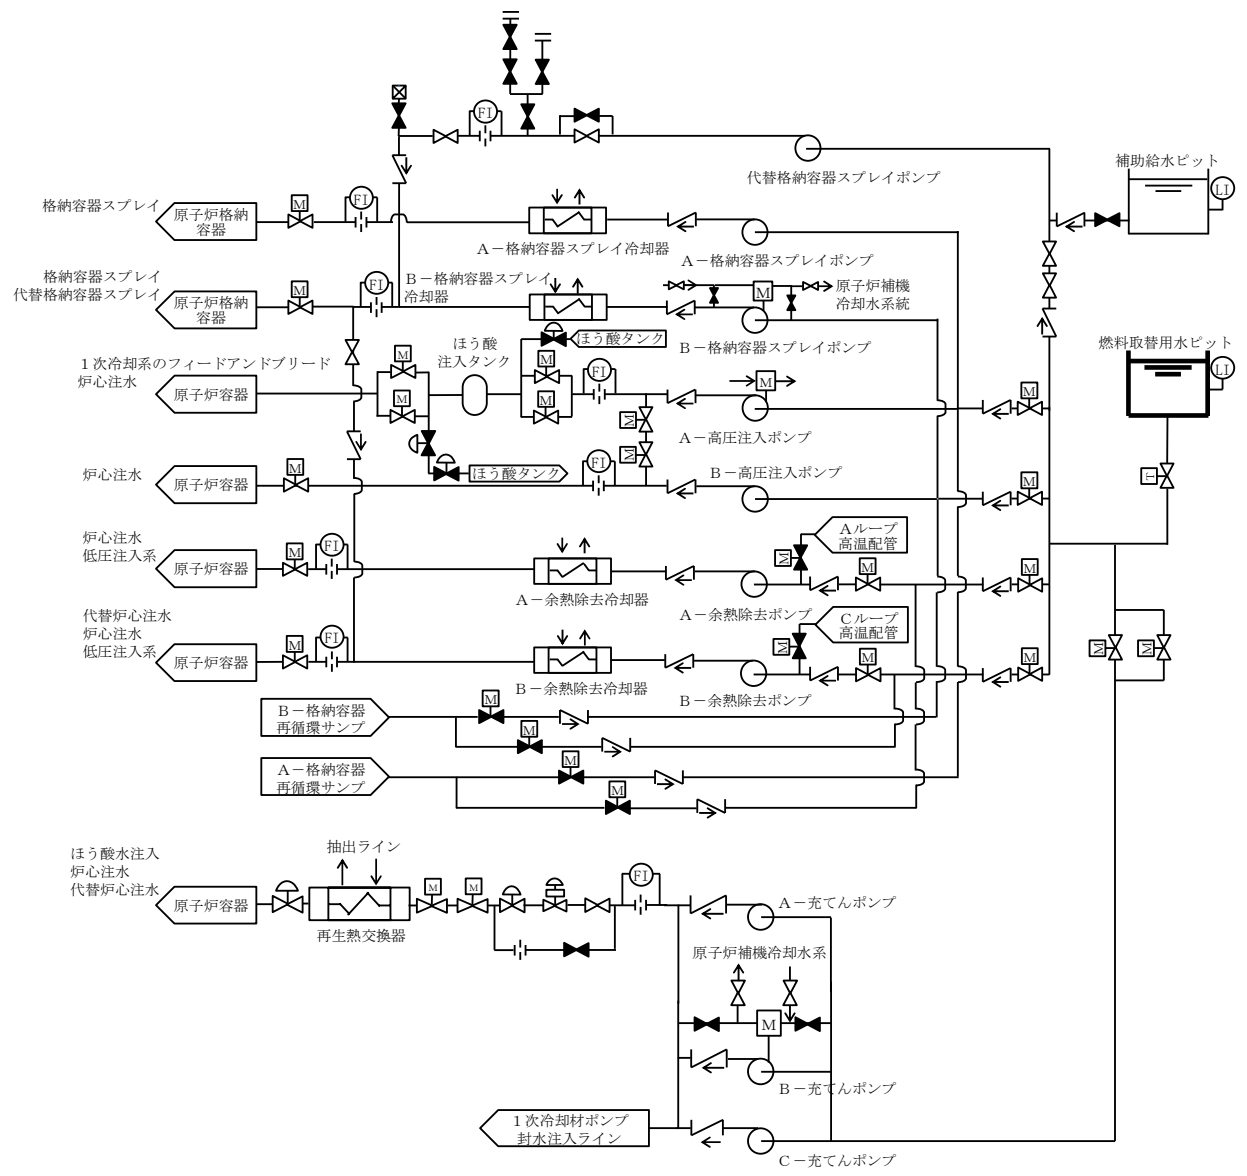 FI
補助給水ピット
LI
代替格納容器スプレイポンプ
格納容器スプレイ
原子炉格納
容器
M
FI
A－格納容器スプレイ冷却器
A－格納容器スプレイポンプ
格納容器スプレイ
代替格納容器スプレイ
原子炉格納
容器
M
FI
B－格納容器スプレイ
冷却器
M
原子炉補機
冷却水系統
B－格納容器スプレイポンプ
燃料取替用水ピット
LI
T
1次冷却系のフィードアンドブリード
炉心注水
原子炉容器
M
M
ほう酸
注入タンク
ほう酸タンク
M
M
FI
M
M
M
A－高圧注入ポンプ
M
ほう酸タンク
炉心注水
原子炉容器
M
FI
B－高圧注入ポンプ
M
炉心注水
低圧注入系
原子炉容器
M
FI
A－余熱除去冷却器
Aループ
高温配管
M
M
M
A－余熱除去ポンプ
代替炉心注水
炉心注水
低圧注入系
原子炉容器
M
FI
B－余熱除去冷却器
Cループ
高温配管
M
M
M
B－余熱除去ポンプ
M
M
B－格納容器
再循環サンプ
M
M
A－格納容器
再循環サンプ
M
M
ほう酸水注入
炉心注水
代替炉心注水
原子炉容器
抽出ライン
再生熱交換器
M
M
FI
A－充てんポンプ
原子炉補機冷却水系
M
B－充てんポンプ
1次冷却材ポンプ
封水注入ライン
C－充てんポンプ